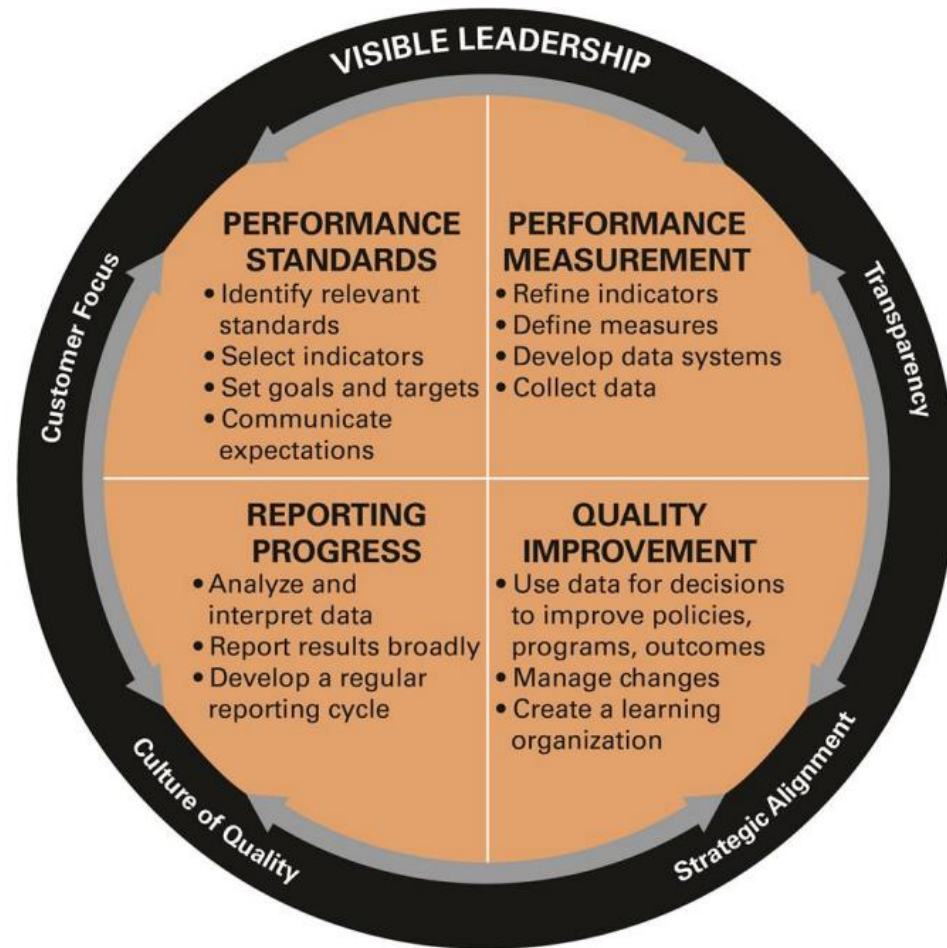 VISIBLE LEADERSHIP
Customer Focus
Transparency
PERFORMANCE
STANDARDS
• Identify relevant
standards
• Select indicators
• Set goals and targets
• Communicate
expectations
PERFORMANCE
MEASUREMENT
• Refine indicators
• Define measures
• Develop data systems
• Collect data
REPORTING
PROGRESS
• Analyze and
interpret data
• Report results broadly
• Develop a regular
reporting cycle
QUALITY
IMPROVEMENT
• Use data for decisions
to improve policies,
programs, outcomes
• Manage changes
• Create a learning
organization
Culture of Quality
Strategic Alignment